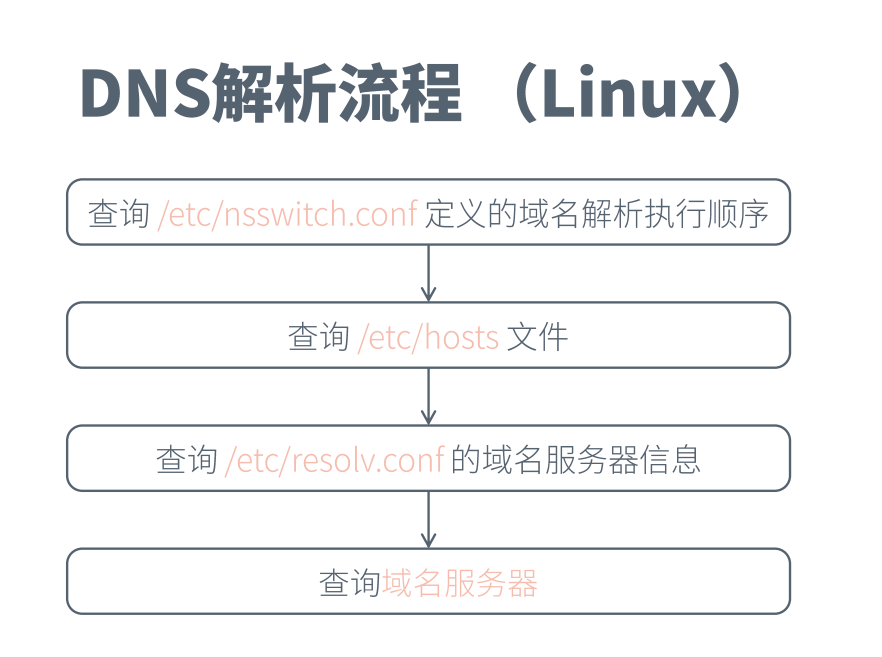 DNS解析流程 （Linux）
查询 /etc/nsswitch.conf 定义的域名解析执行顺序
查询 /etc/hosts 文件
查询 /etc/resolv.conf 的域名服务器信息
查询域名服务器